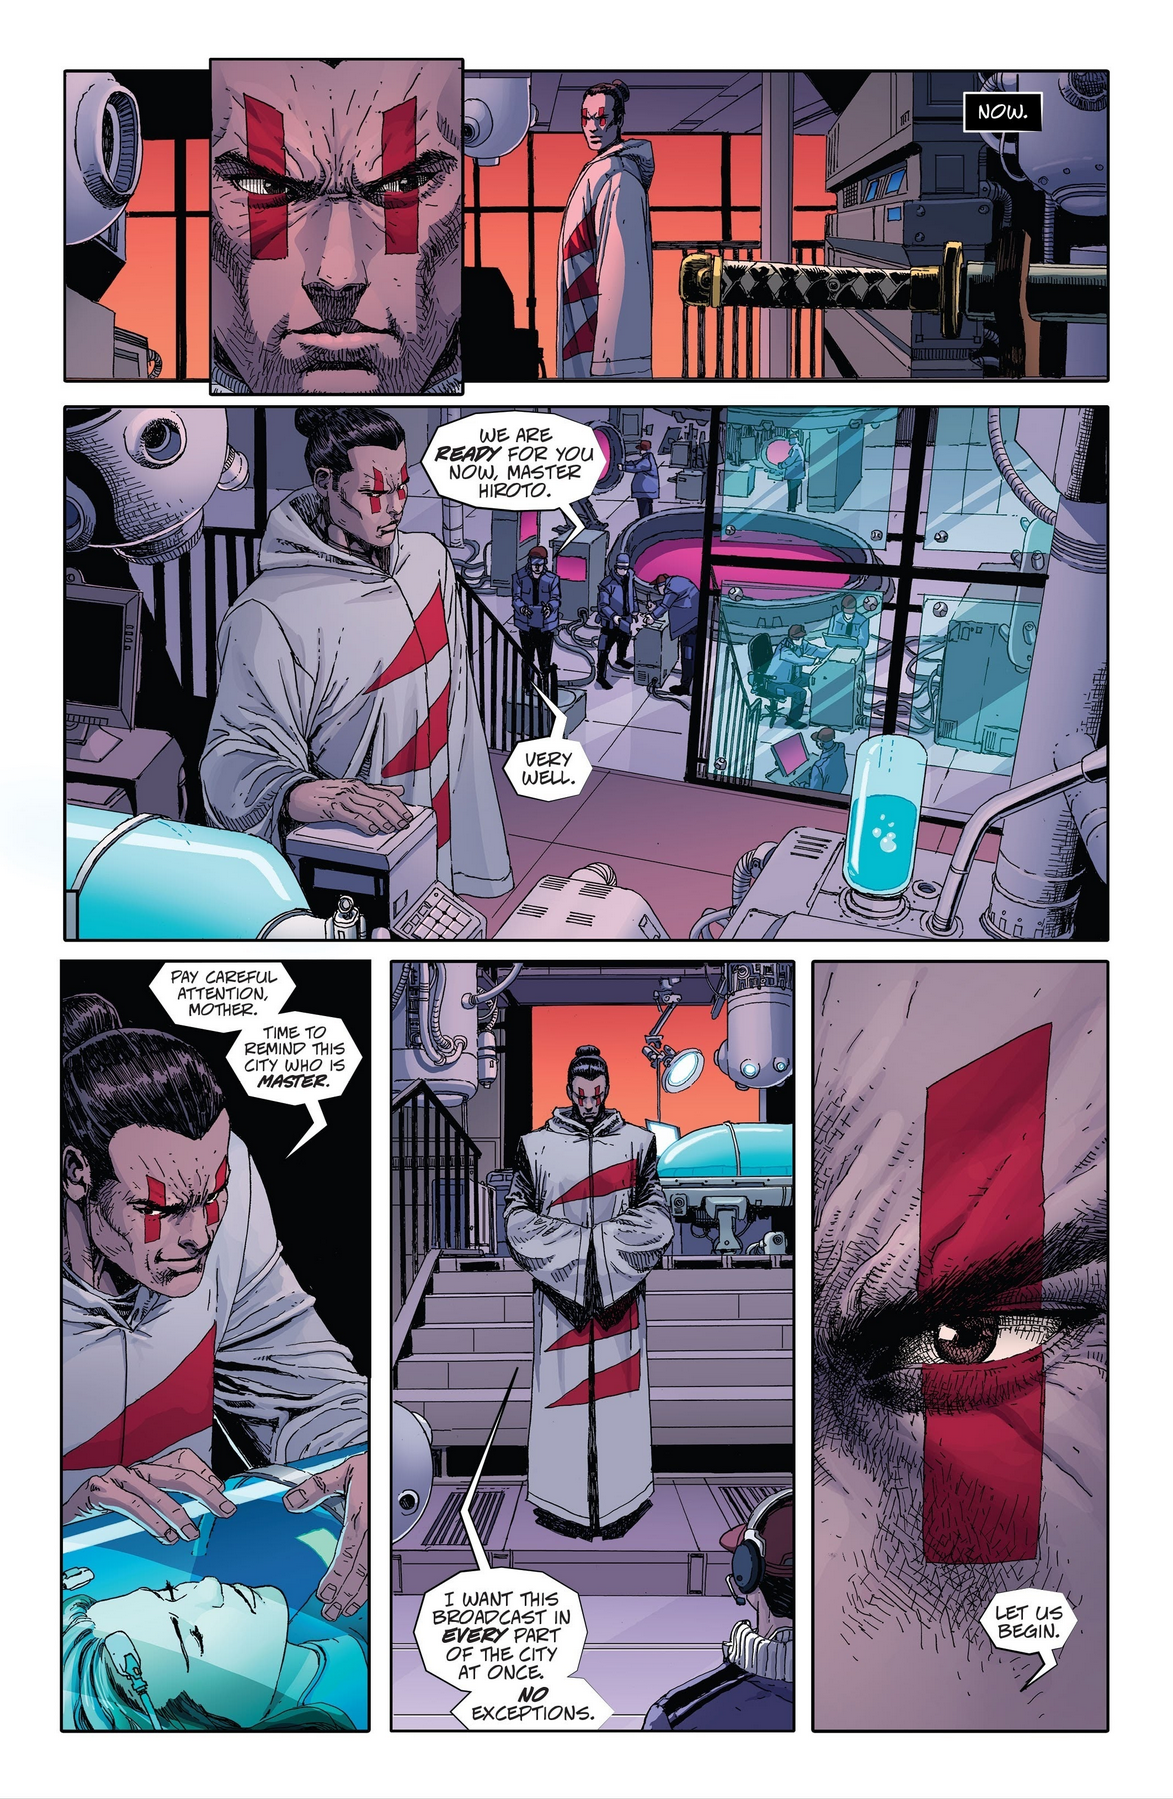 NOW.
WE ARE
READY FOR YOU
NOW, MASTER
HIROTO.
VERY
WELL.
PAY CAREFUL
ATTENTION,
MOTHER.
TIME TO
REMIND THIS
CITY WHO IS
MASTER.
I WANT THIS
BROADCAST IN
EVERY PART
OF THE CITY
AT ONCE.
NO
EXCEPTIONS.
LET US
BEGIN.